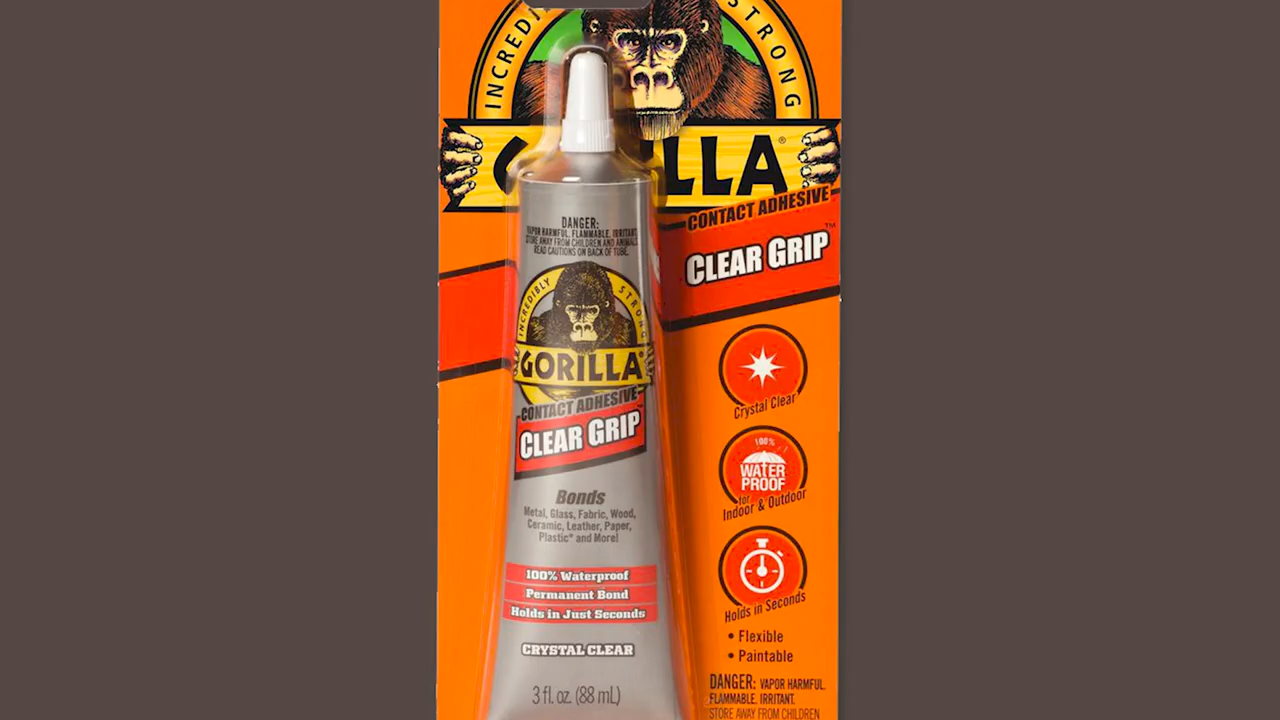 INCREDI
STRONG
LLA®
CONTACT ADHESIVE
CLEAR GRIP™
DANGER:
VAPOR HARMFUL. FLAMMABLE. IRRITANT.
STORE AWAY FROM CHILDREN AND ANIMALS.
READ CAUTIONS ON BACK OF TUBE.
INCREDIBLY STRONG
GORILLA
CONTACT ADHESIVE
CLEAR GRIP
Bonds
Metal, Glass, Fabric, Wood,
Ceramic, Leather, Paper,
Plastic* and More!
100% Waterproof
Permanent Bond
Holds in Just Seconds
CRYSTAL CLEAR
3 fl. oz. (88 mL)
Crystal Clear
100%
WATER
PROOF
for
Indoor & Outdoor
Holds in Seconds
• Flexible
• Paintable
DANGER: VAPOR HARMFUL.
FLAMMABLE. IRRITANT.
STORE AWAY FROM CHILDREN